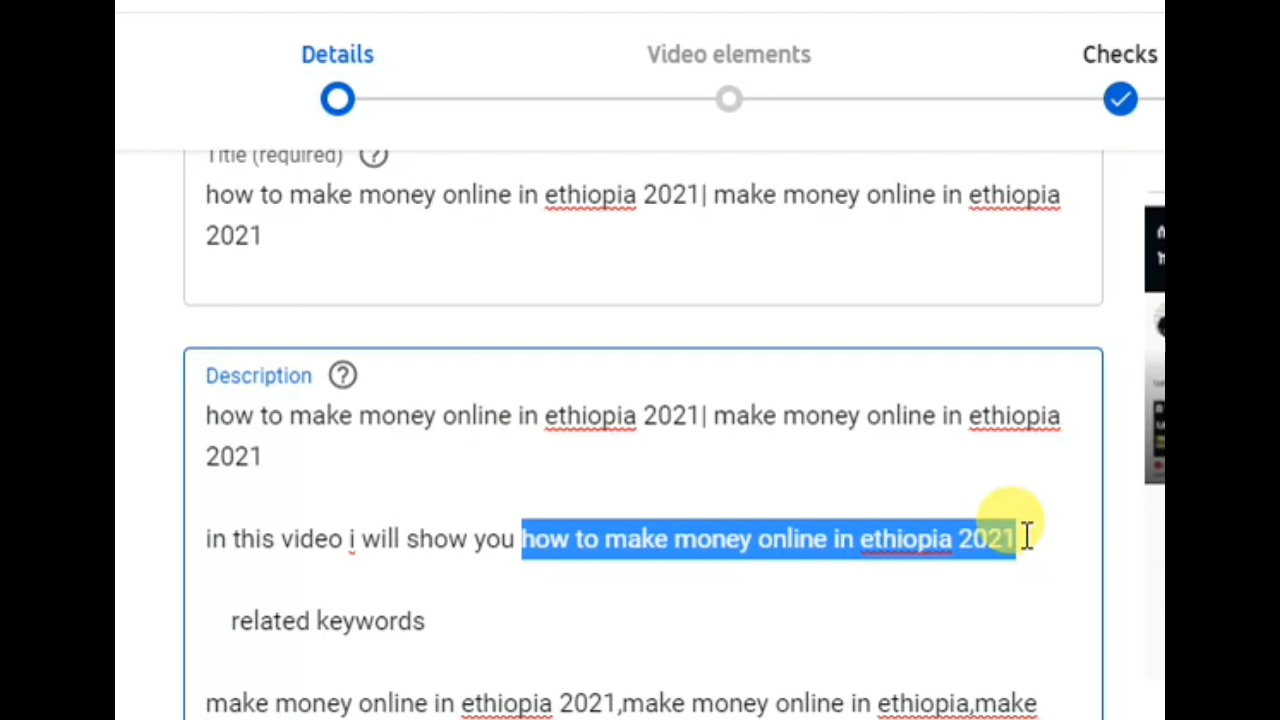 Details
Video elements
Checks
Title (required)
how to make money online in ethiopia 2021| make money online in ethiopia
2021
Description
how to make money online in ethiopia 2021| make money online in ethiopia
2021
in this video i will show you how to make money online in ethiopia 2021
related keywords
make money online in ethiopia 2021,make money online in ethiopia,make